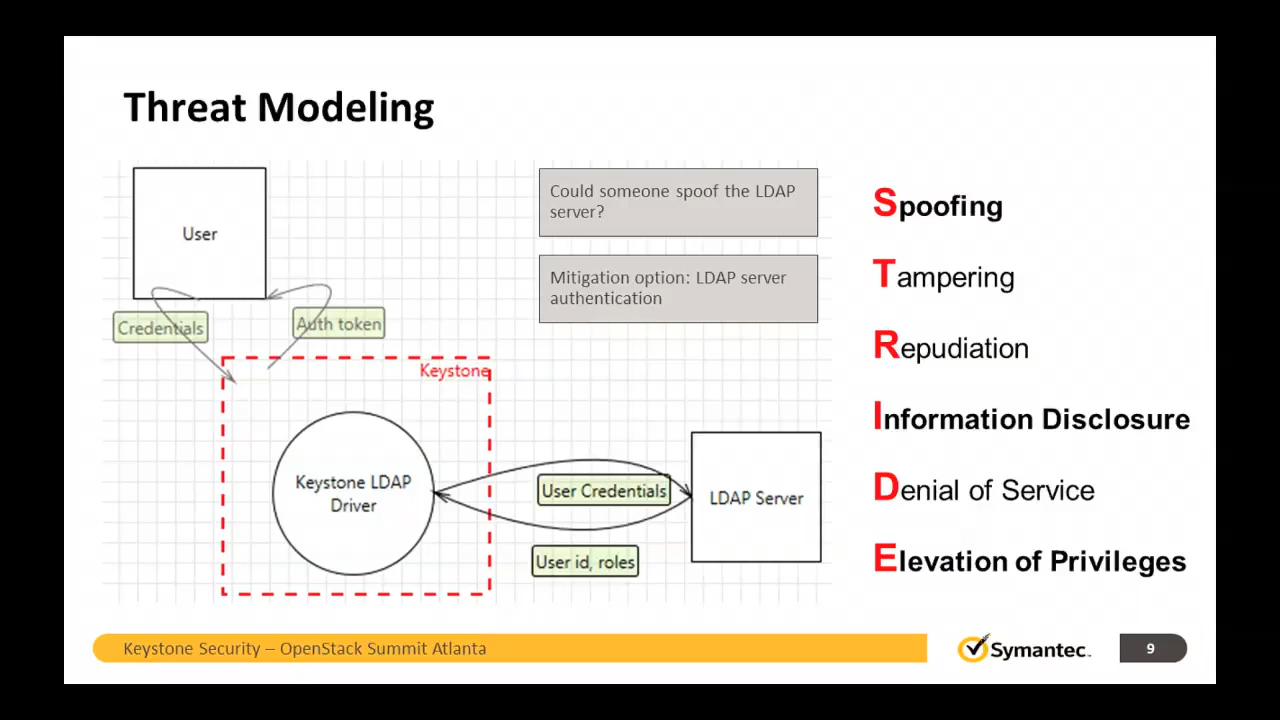 Threat Modeling
User
Credentials
Auth token
Keystone
Keystone LDAP
Driver
User Credentials
User id, roles
LDAP Server
Could someone spoof the LDAP
server?
Mitigation option: LDAP server
authentication
Spoofing
Tampering
Repudiation
Information Disclosure
Denial of Service
Elevation of Privileges
Keystone Security – OpenStack Summit Atlanta
Symantec™
9